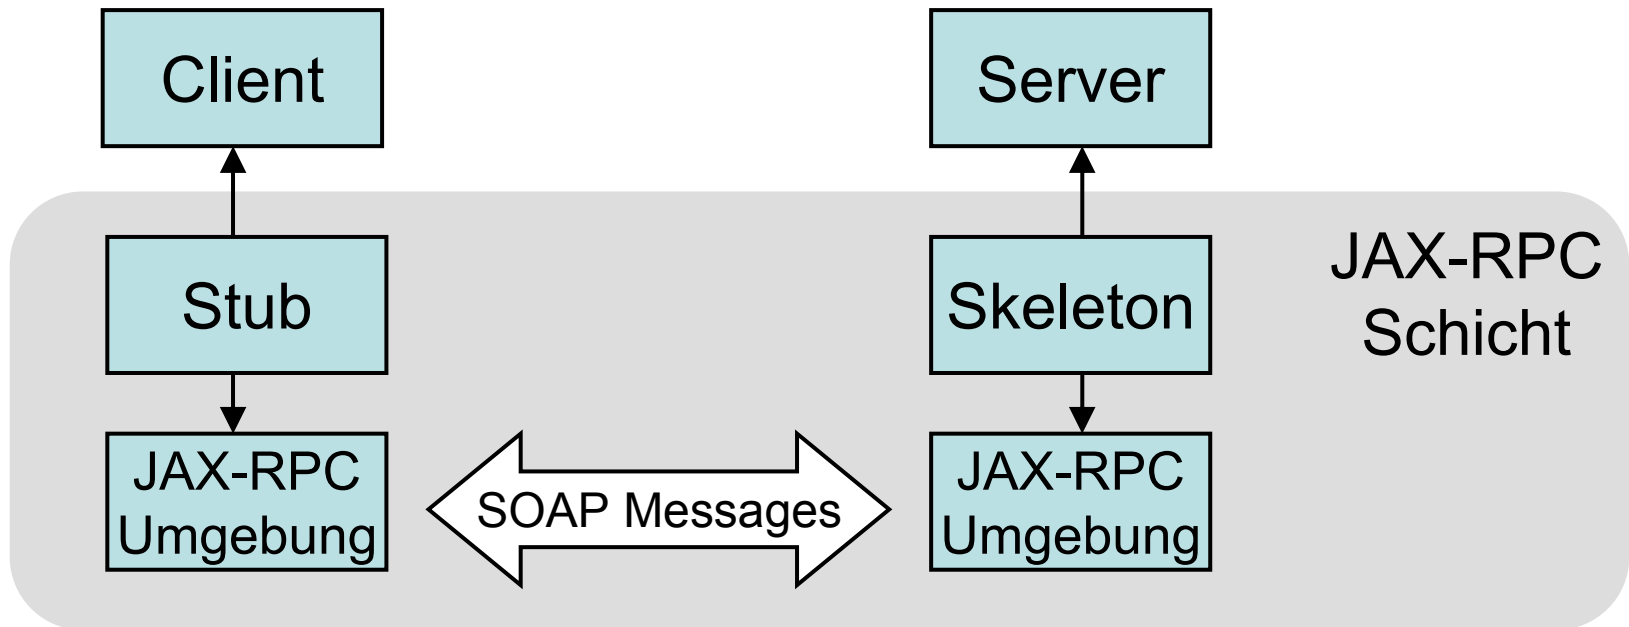 Client
Server
Stub
Skeleton
JAX-RPC
Schicht
JAX-RPC
Umgebung
SOAP Messages
JAX-RPC
Umgebung